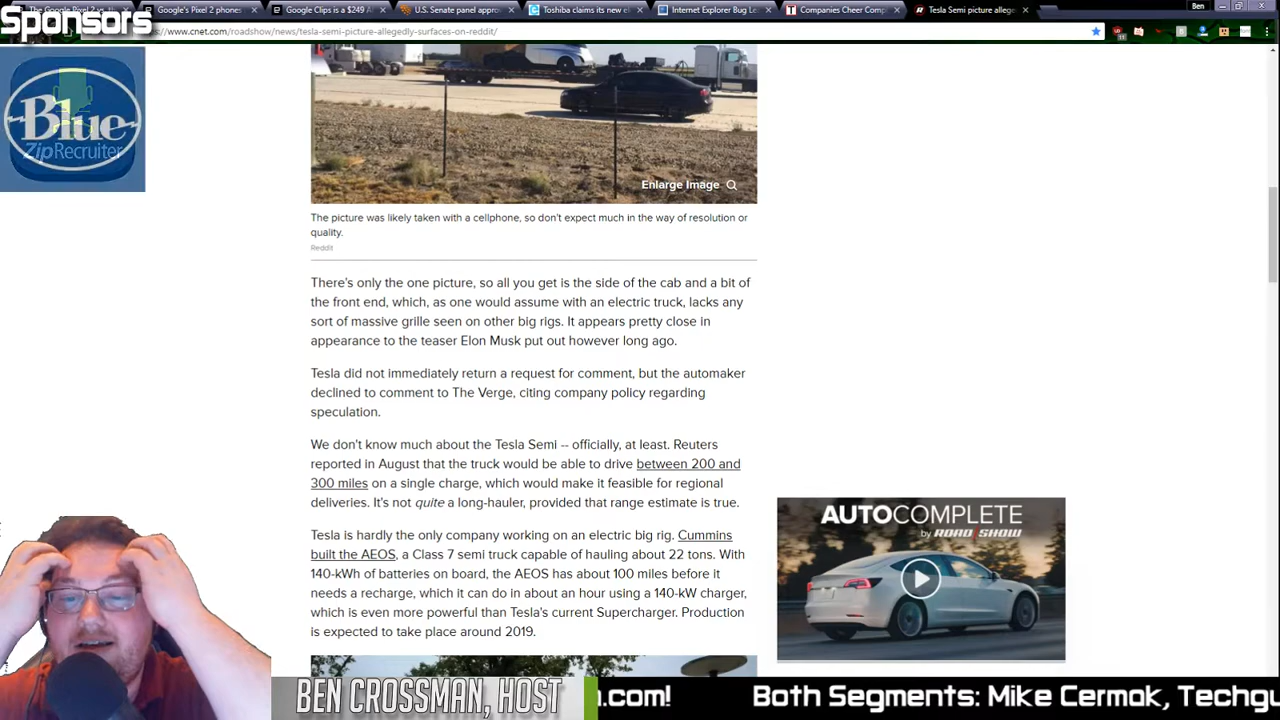 Sponsors
The Google Pixel 2 vs. th
Google's Pixel 2 phones
Google Clips is a $249 A
U.S. Senate panel approv
Toshiba claims its new el
Internet Explorer Bug Lea
Companies Cheer Comp
Tesla Semi picture allege
Ben
www.cnet.com/roadshow/news/tesla-semi-picture-allegedly-surfaces-on-reddit/
Blue
ZipRecruiter
Enlarge Image
The picture was likely taken with a cellphone, so don't expect much in the way of resolution or
quality.
Reddit
There's only the one picture, so all you get is the side of the cab and a bit of
the front end, which, as one would assume with an electric truck, lacks any
sort of massive grille seen on other big rigs. It appears pretty close in
appearance to the teaser Elon Musk put out however long ago.
Tesla did not immediately return a request for comment, but the automaker
declined to comment to The Verge, citing company policy regarding
speculation.
We don't know much about the Tesla Semi -- officially, at least. Reuters
reported in August that the truck would be able to drive between 200 and
300 miles on a single charge, which would make it feasible for regional
deliveries. It's not quite a long-hauler, provided that range estimate is true.
Tesla is hardly the only company working on an electric big rig. Cummins
built the AEOS, a Class 7 semi truck capable of hauling about 22 tons. With
140-kWh of batteries on board, the AEOS has about 100 miles before it
needs a recharge, which it can do in about an hour using a 140-kW charger,
which is even more powerful than Tesla's current Supercharger. Production
is expected to take place around 2019.
AUTOCOMPLETE
by ROAD/SHOW
BEN CROSSMAN, HOST
.com! Both Segments: Mike Cermak, Techgu